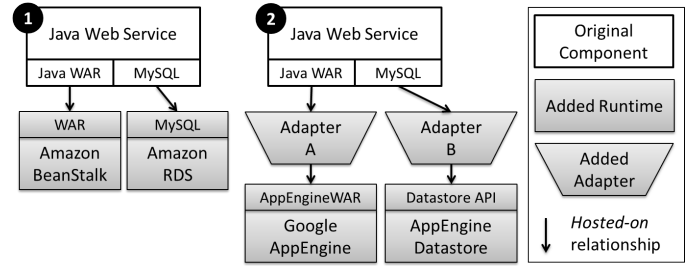 1
Java Web Service
Java WAR
MySQL
WAR
MySQL
Amazon
BeanStalk
Amazon
RDS
2
Java Web Service
Java WAR
MySQL
Adapter
A
Adapter
B
AppEngineWAR
Datastore API
Google
AppEngine
AppEngine
Datastore
Original
Component
Added Runtime
Added
Adapter
Hosted-on
relationship